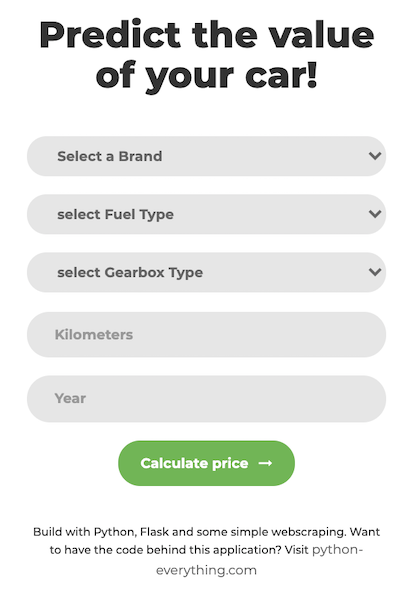 Predict the value
of your car!
Select a Brand
select Fuel Type
select Gearbox Type
Kilometers
Year
Calculate price →
Build with Python, Flask and some simple webscraping. Want
to have the code behind this application? Visit python-
everything.com